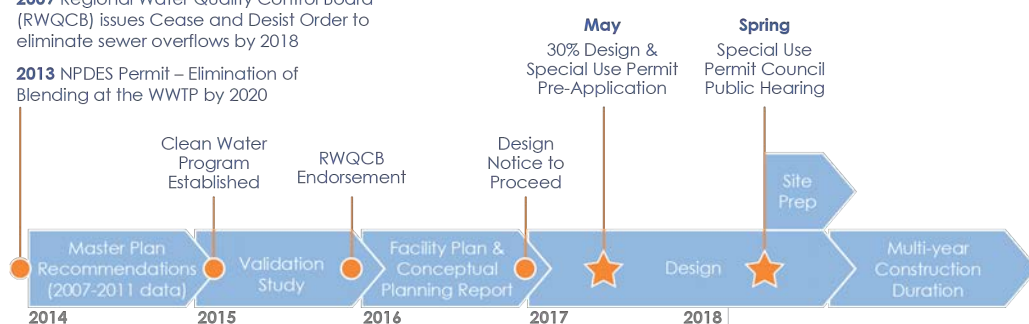 2007 Regional Water Quality Control Board
(RWQCB) issues Cease and Desist Order to
eliminate sewer overflows by 2018
2013 NPDES Permit – Elimination of
Blending at the WWTP by 2020
May
30% Design &
Special Use Permit
Pre-Application
Spring
Special Use
Permit Council
Public Hearing
Clean Water
Program
Established
RWQCB
Endorsement
Design
Notice to
Proceed
Site
Prep
Master Plan
Recommendations
(2007-2011 data)
Validation
Study
Facility Plan &
Conceptual
Planning Report
Design
Multi-year
Construction
Duration
2014
2015
2016
2017
2018